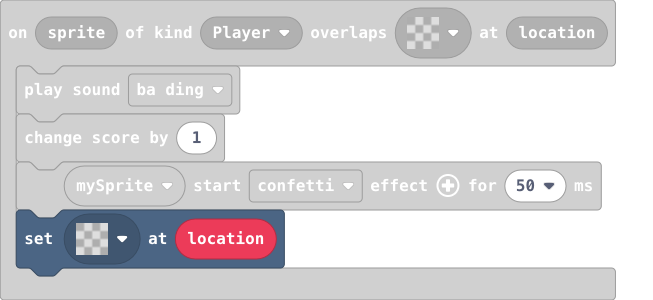 on sprite of kind Player overlaps at location
play sound ba ding
change score by 1
mySprite start confetti effect for 50 ms
set at location